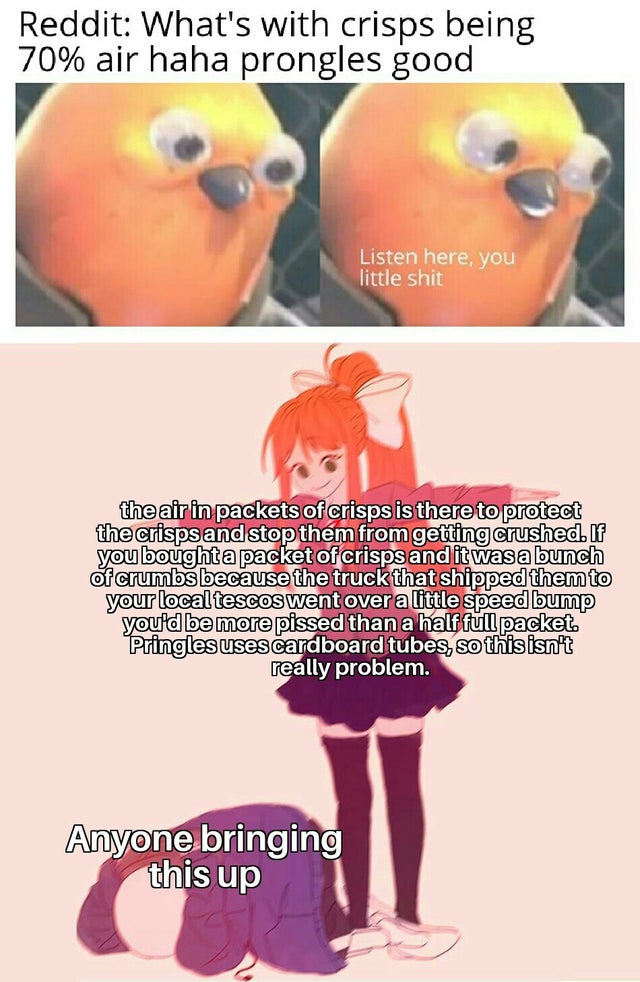 Reddit: What's with crisps being
70% air haha prongles good
Listen here, you
little shit
the air in packets of crisps is there to protect
the crisps and stop them from getting crushed. If
you bought a packet of crisps and it was a bunch
of crumbs because the truck that shipped them to
your local tescos went over a little speed bump
you'd be more pissed than a half full packet.
Pringles uses cardboard tubes, so this isn't
really problem.
Anyone bringing
this up